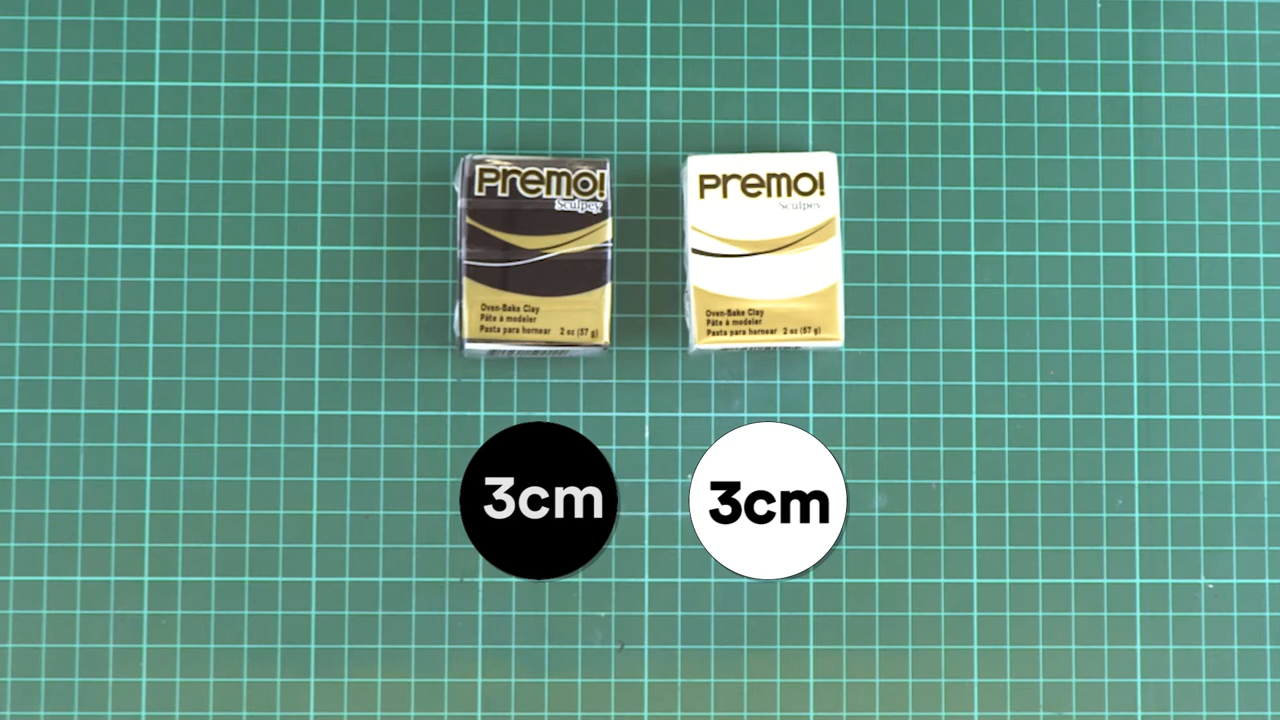 Premo!
Sculpey
Oven-Bake Clay
Pâte à modeler
Pasta para hornear 2 oz (57 g)
Premo!
Sculpey
Oven-Bake Clay
Pâte à modeler
Pasta para hornear 2 oz (57 g)
3cm
3cm